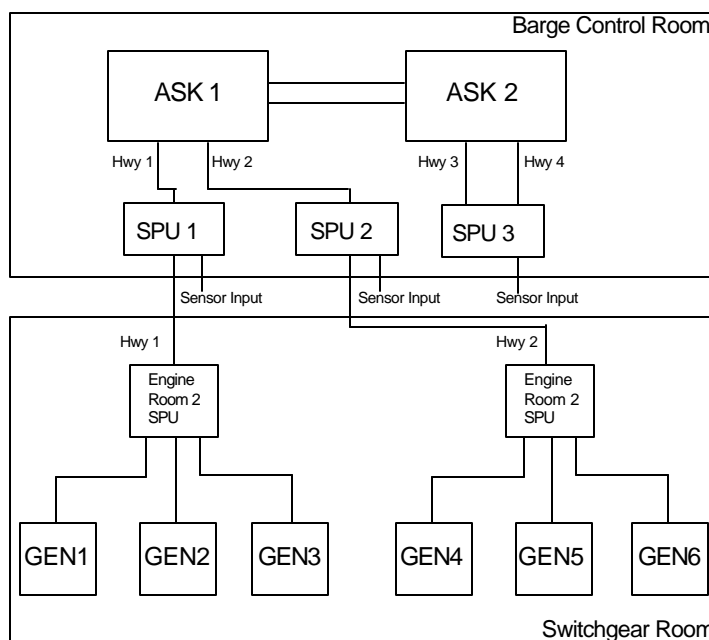 Barge Control Room
ASK 1
ASK 2
Hwy 1
Hwy 2
Hwy 3
Hwy 4
SPU 1
SPU 2
SPU 3
Sensor Input
Sensor Input
Sensor Input
Hwy 1
Hwy 2
Engine
Room 2
SPU
Engine
Room 2
SPU
GEN1
GEN2
GEN3
GEN4
GEN5
GEN6
Switchgear Room